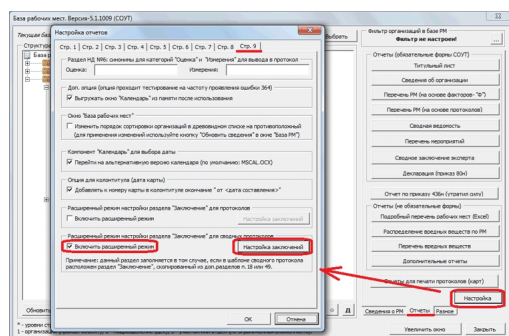 База рабочих мест. Версия-5.1.2009 (СОУТ)
Текущая баз
Выбрать
Структура
База р
Настройка отчетов
Стр. 1 | Стр. 2 | Стр. 3 | Стр. 4 | Стр. 5 | Стр. 6 | Стр. 7 | Стр. 8 Стр. 9
Раздел НД №6: синонимы для категорий "Оценка" и "Измерения" для вывода в протокол
Оценка: Измерения:
Доп. опция (опция проходит тестирование на частоту проявления ошибки 364)
Выгружать окно "Календарь" из памяти после использования
Окно "База рабочих мест"
Изменить порядок сортировки организаций в древовидном списке на противоположный
(для применения изменений используйте кнопку "Обновить сведения" в окне "База РМ")
Компонент "Календарь" для выбора даты
Перейти на альтернативную версию календаря (по умолчанию: MSCAL.OCX)
Опция для колонтитула (дата карты)
Добавлять к номеру карты в колонтитуле окончание " от <дата составления>"
Расширенный режим настройки раздела "Заключение" для протоколов
Включить расширенный режим
Настройка заключений
Расширенный режим настройки раздела "Заключение" для сводных протоколов
Включить расширенный режим
Настройка заключений
Примечание: данный раздел заполняется в том случае, если в шаблоне сводного протокола
расположен раздел "Заключение", скопированный из доп.разделов п.18 или 49.
OK
Отмена
Обновить
* - уровни ст
1 - организац
Фильтр организаций в Базе РМ
Фильтр не настроен!
...
Отчеты (обязательные формы СОУТ)
Титульный лист
Сведения об организации
Перечень РМ (на основе факторов- "Ф")
Перечень РМ (на основе протоколов)
Сводная ведомость
Перечень мероприятий
Сводное заключение эксперта
Декларация (приказ 80н)
Отчет по приказу 436н (утратил силу)
Отчеты (не обязательные формы)
Подробный перечень рабочих мест (Excel)
Распределение вредных веществ по РМ
Перечень вредных веществ
Дополнительные отчеты
Отчеты для печати протоколов (карт)
Настройка
Д
Сведения о РМ Отчеты Разное
Увеличить окно
Закрыть